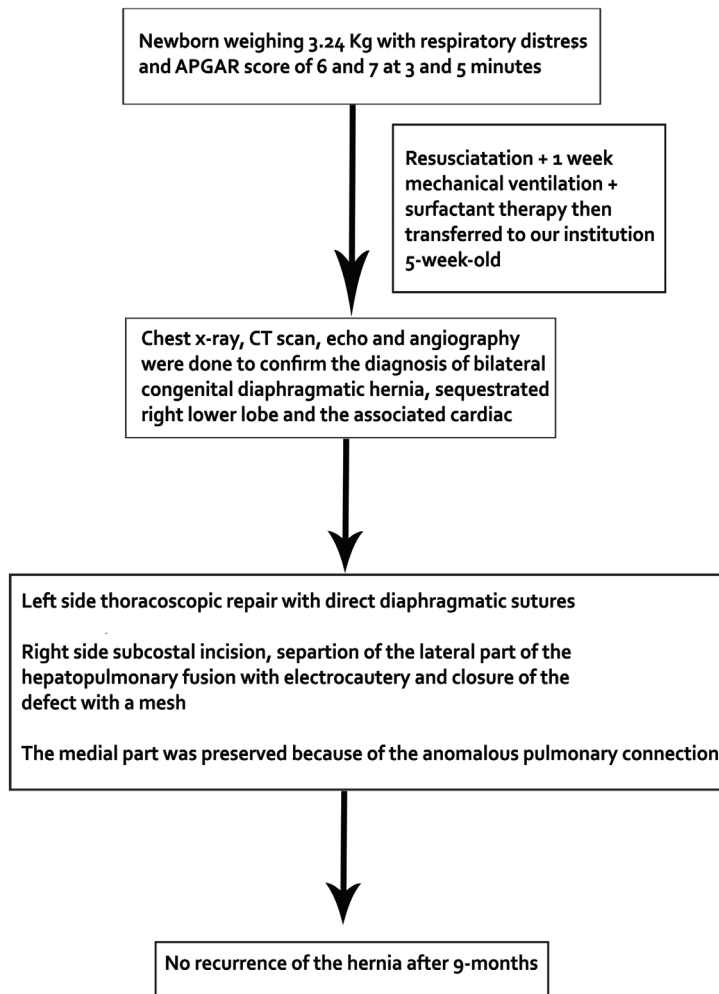 Newborn weighing 3.24 Kg with respiratory distress
and APGAR score of 6 and 7 at 3 and 5 minutes
Resusciatation + 1 week
mechanical ventilation +
surfactant therapy then
transferred to our institution
5-week-old
Chest x-ray, CT scan, echo and angiography
were done to confirm the diagnosis of bilateral
congenital diaphragmatic hernia, sequestrated
right lower lobe and the associated cardiac
Left side thoracoscopic repair with direct diaphragmatic sutures
Right side subcostal incision, separtion of the lateral part of the
hepatopulmonary fusion with electrocautery and closure of the
defect with a mesh
The medial part was preserved because of the anomalous pulmonary connection
No recurrence of the hernia after 9-months